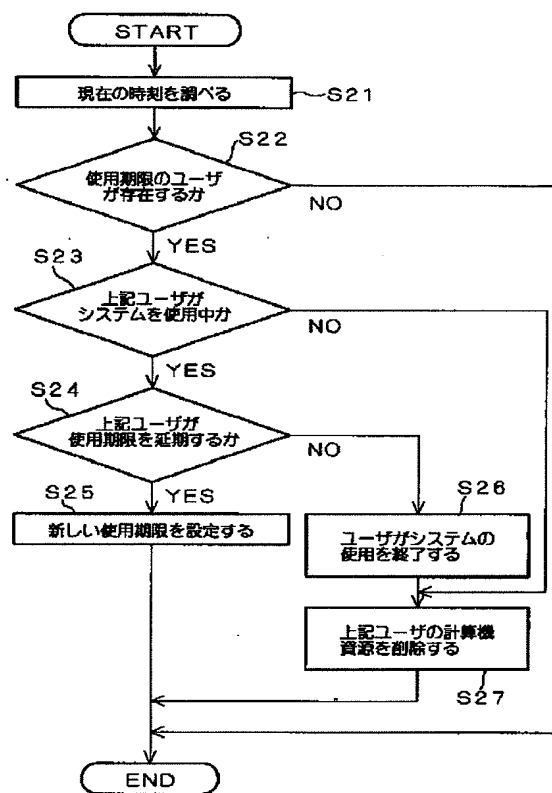 START
現在の時刻を調べる
S21
S22
使用期限のユーザ
が存在するか
NO
YES
S23
上記ユーザが
システムを使用中か
NO
YES
S24
上記ユーザが
使用期限を延期するか
NO
YES
S25
新しい使用期限を設定する
S26
ユーザがシステムの
使用を終了する
上記ユーザの計算機
資源を削除する
S27
END